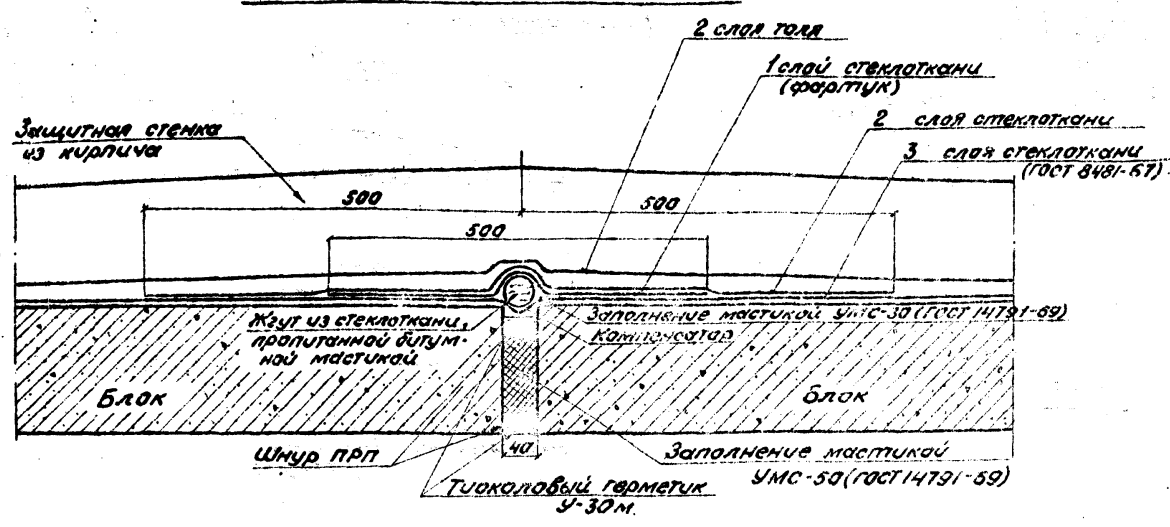 2 слоя толя
1 слой стеклоткани
(фартук)
Защитная стенка
из кирпича
2 слоя стеклоткани
3 слоя стеклоткани
(ГОСТ 8481-67)
500
500
500
Жгут из стеклоткани,
пропитанной битум-
ной мастикой
Заполнение мастикой УМС-30 (ГОСТ 14791-69)
Компенсатор
Блок
Блок
Шнур ПРП
40
Заполнение мастикой
УМС-50 (ГОСТ 14791-69)
Тиоколовый герметик
У-30м